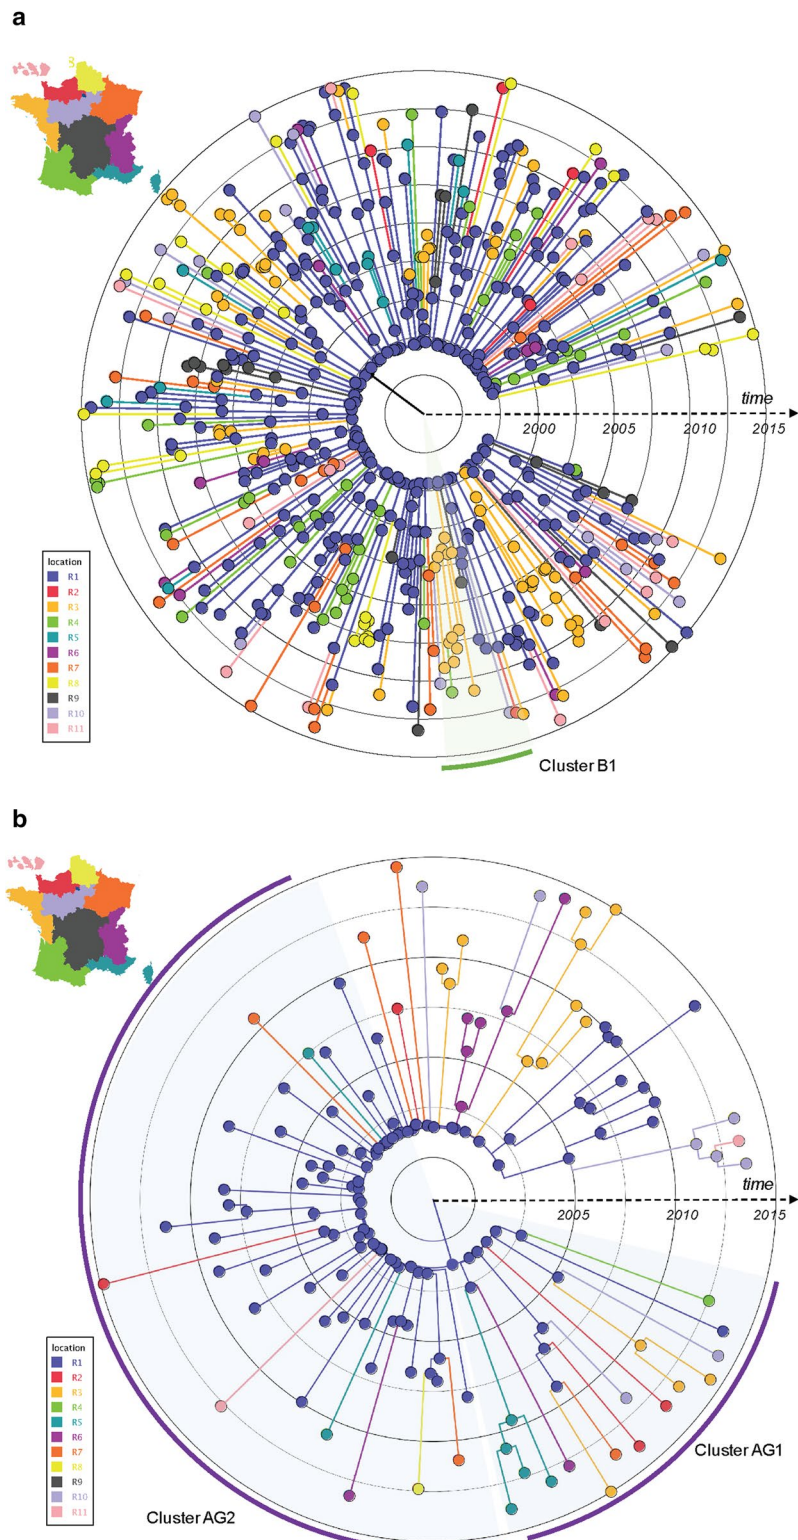 a
time
2000
2005
2010
2015
location
R1
R2
R3
R4
R5
R6
R7
R8
R9
R10
R11
Cluster B1
b
time
2005
2010
2015
location
R1
R2
R3
R4
R5
R6
R7
R8
R9
R10
R11
Cluster AG1
Cluster AG2